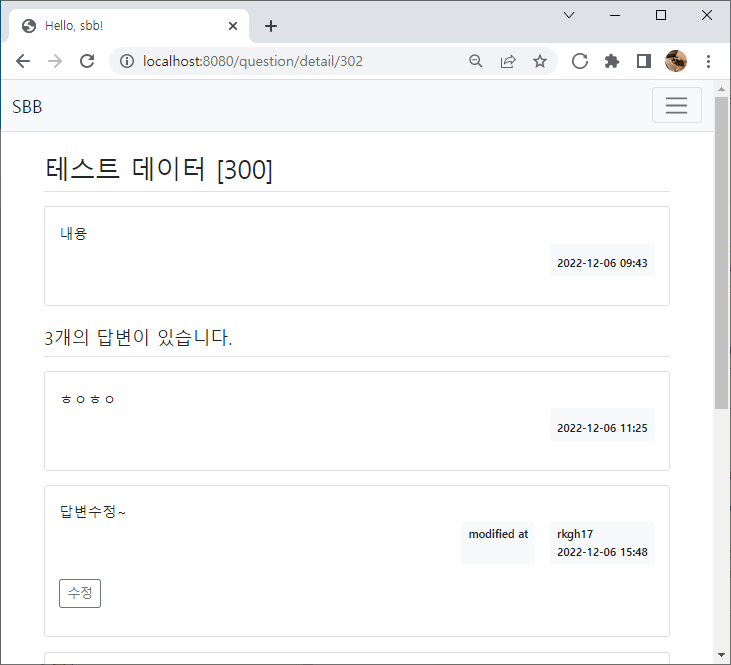 Hello, sbb!
localhost:8080/question/detail/302
SBB
테스트 데이터 [300]
내용
2022-12-06 09:43
3개의 답변이 있습니다.
ㅎㅇㅎㅇ
2022-12-06 11:25
답변수정~
modified at
rkgh17
2022-12-06 15:48
수정